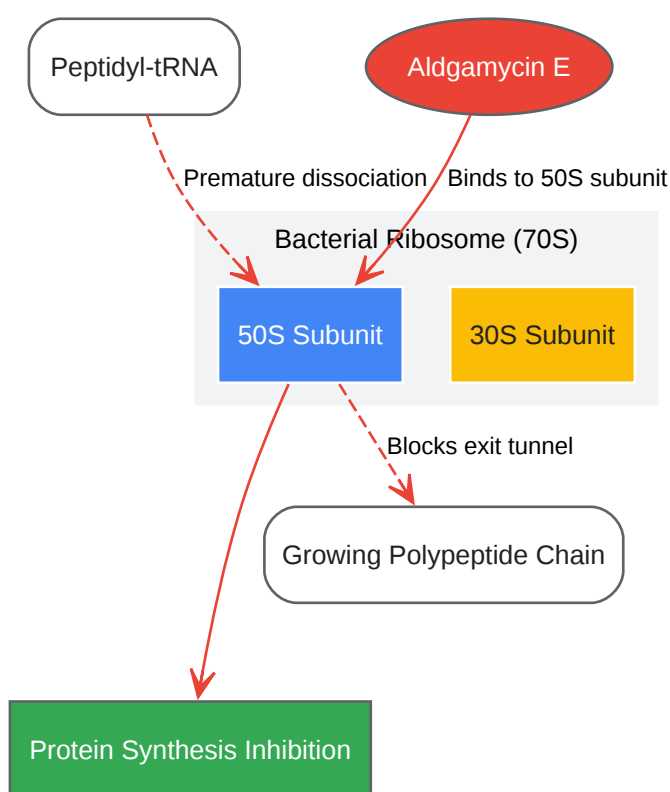 Peptidyl-tRNA
Aldgamycin E
Premature dissociation
Binds to 50S subunit
Bacterial Ribosome (70S)
50S Subunit
30S Subunit
Blocks exit tunnel
Growing Polypeptide Chain
Protein Synthesis Inhibition